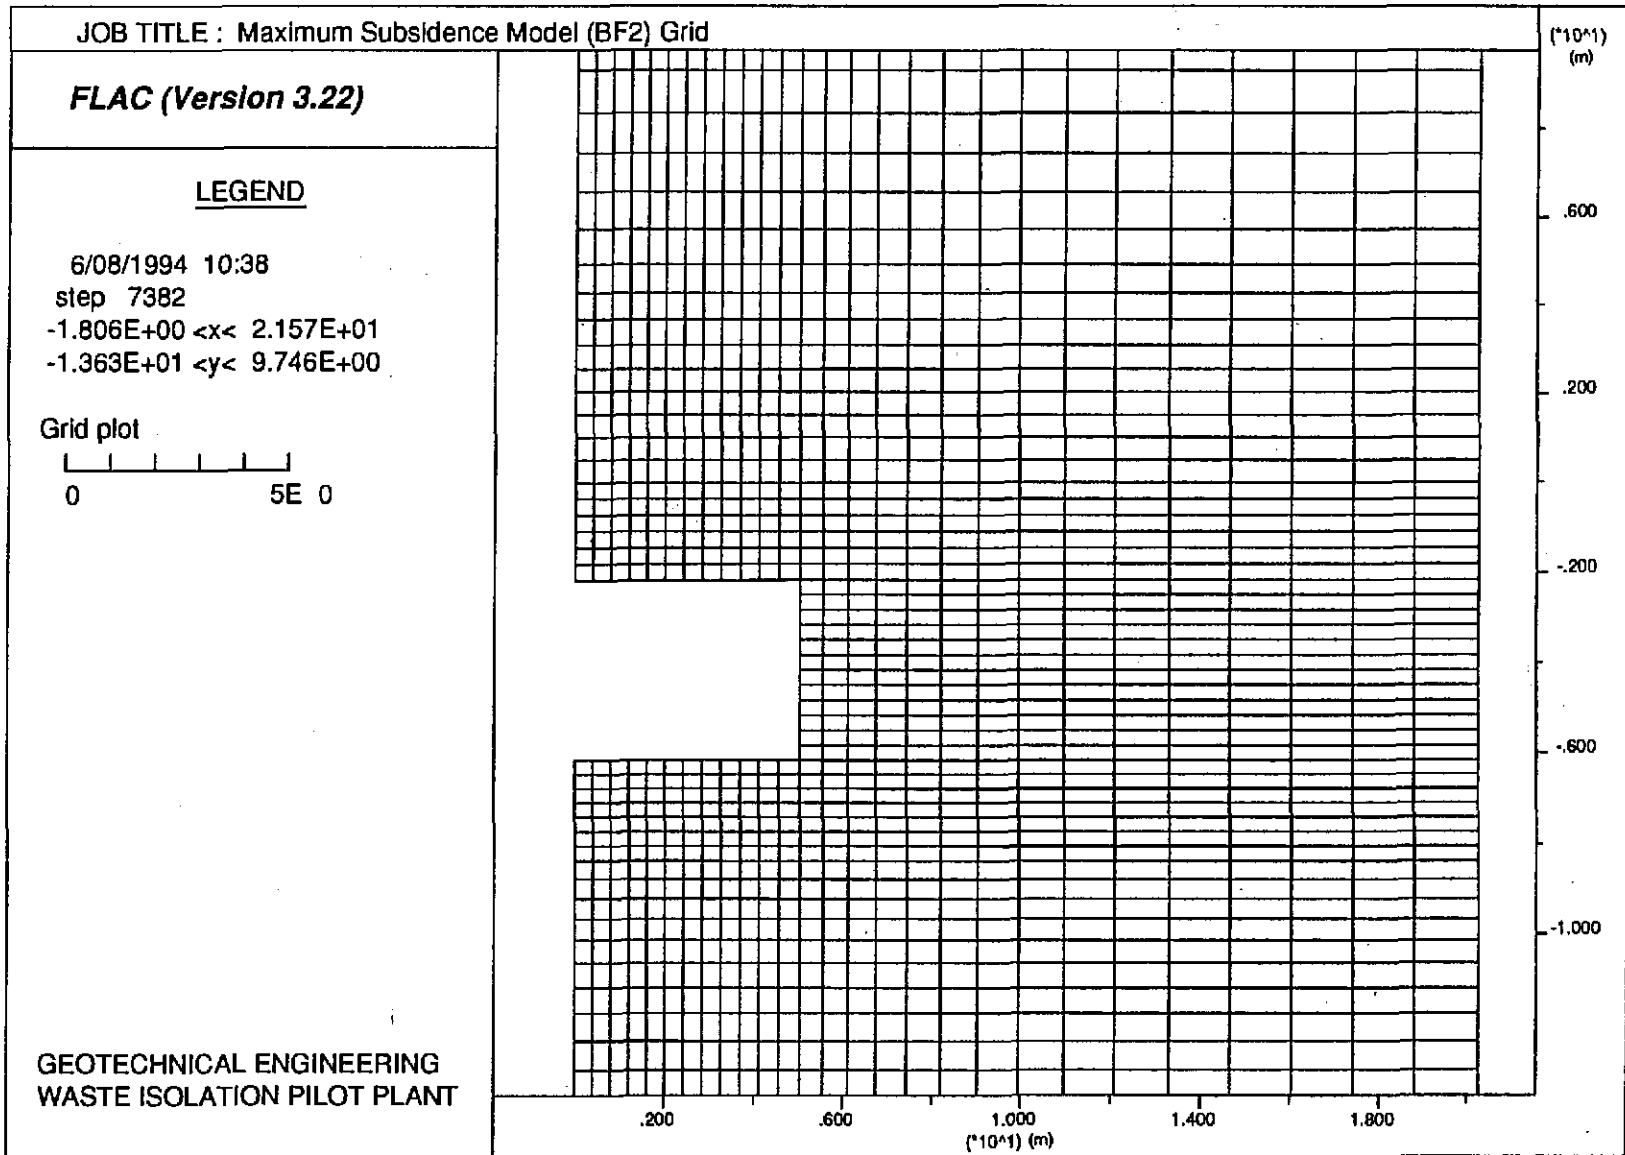 JOB TITLE : Maximum Subsidence Model (BF2) Grid
FLAC (Version 3.22)
LEGEND
6/08/1994 10:38
step 7382
-1.806E+00 <x< 2.157E+01
-1.363E+01 <y< 9.746E+00
Grid plot
0 5E 0
GEOTECHNICAL ENGINEERING
WASTE ISOLATION PILOT PLANT
(*10^1)
(m)
.600
.200
-.200
-.600
-1.000
.200 .600 1.000 1.400 1.800
(*10^1) (m)